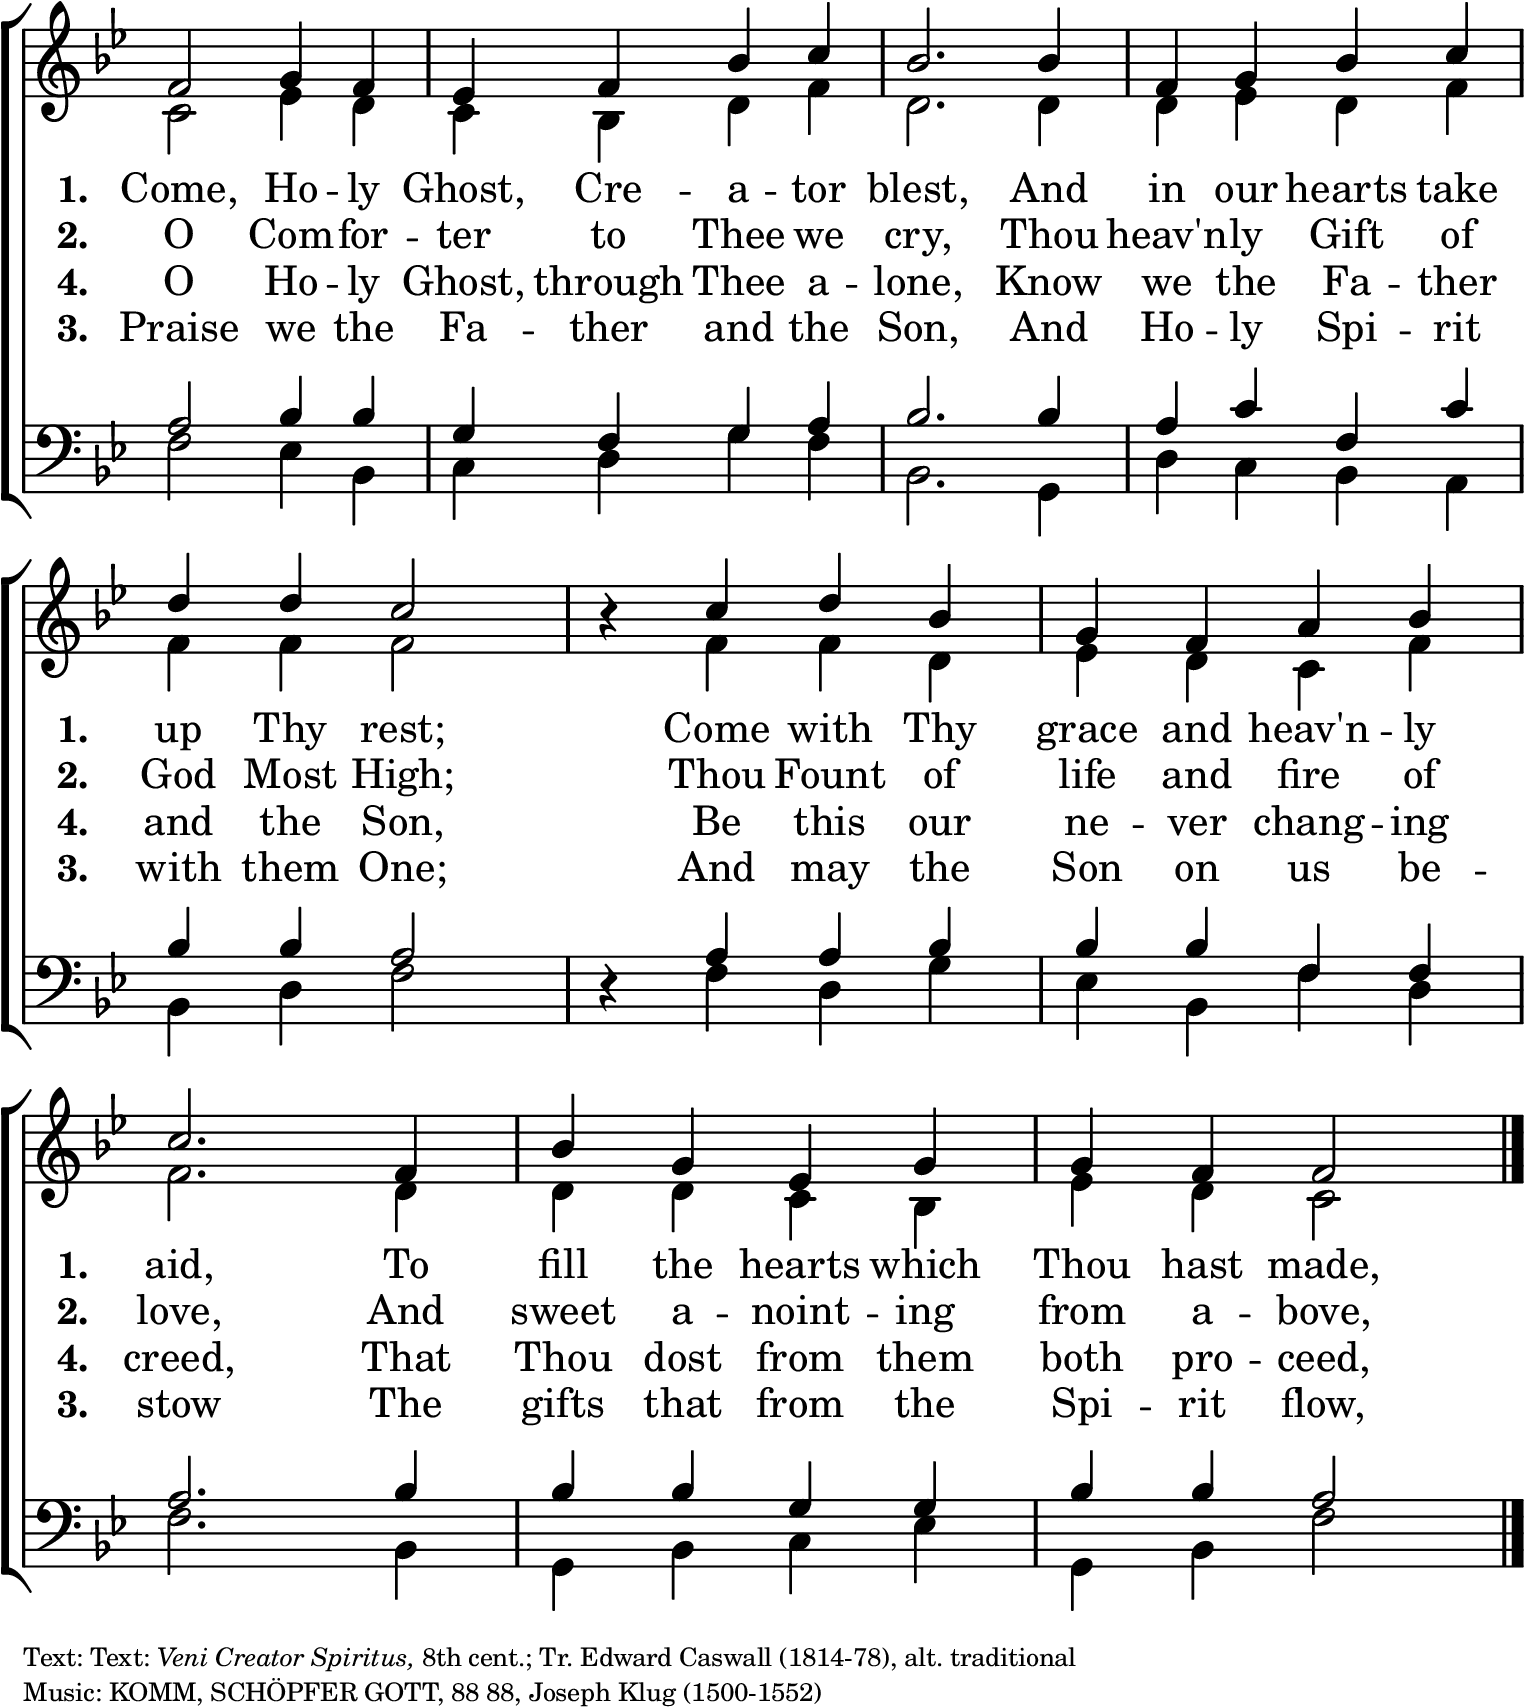 1. Come, Ho - ly Ghost, Cre - a - tor blest, And in our hearts take
2. O Com - for - ter to Thee we cry, Thou heav'nly Gift of
4. O Ho - ly Ghost, through Thee a - lone, Know we the Fa - ther
3. Praise we the Fa - ther and the Son, And Ho - ly Spi - rit
1. up Thy rest; Come with Thy grace and heav'n - ly
2. God Most High; Thou Fount of life and fire of
4. and the Son, Be this our ne - ver chang - ing
3. with them One; And may the Son on us be -
1. aid, To fill the hearts which Thou hast made,
2. love, And sweet a - noint - ing from a - bove,
4. creed, That Thou dost from them both pro - ceed,
3. stow The gifts that from the Spi - rit flow,
Text: Text: Veni Creator Spiritus, 8th cent.; Tr. Edward Caswall (1814-78), alt. traditional
Music: KOMM, SCHÖPFER GOTT, 88 88, Joseph Klug (1500-1552)